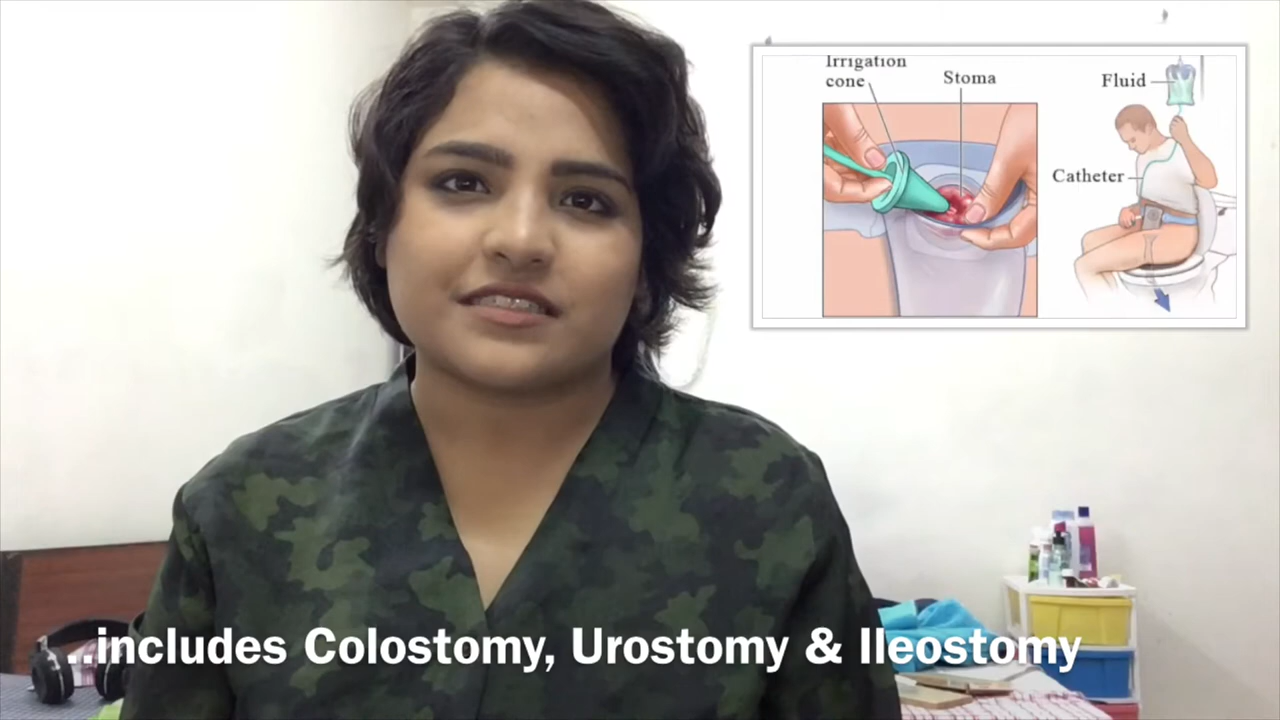 Irrigation
cone
Stoma
Fluid
Catheter
..includes Colostomy, Urostomy & Ileostomy